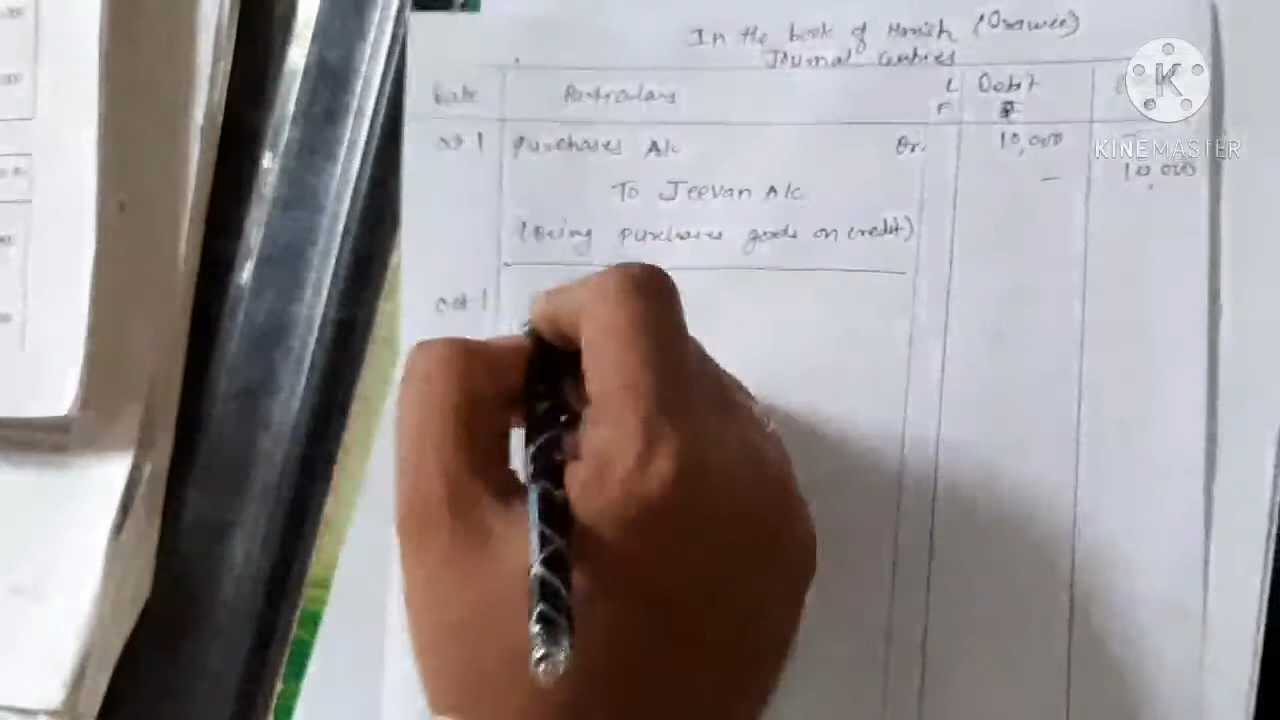 In the book of Manish (Drawee)
Journal entries
Date Particulars L F Debit ₹
oct 1 purchases A/c Dr. 10,000
To Jeevan A/c 10,000
(Being purchases goods on credit)
oct 1
K
KINEMASTER